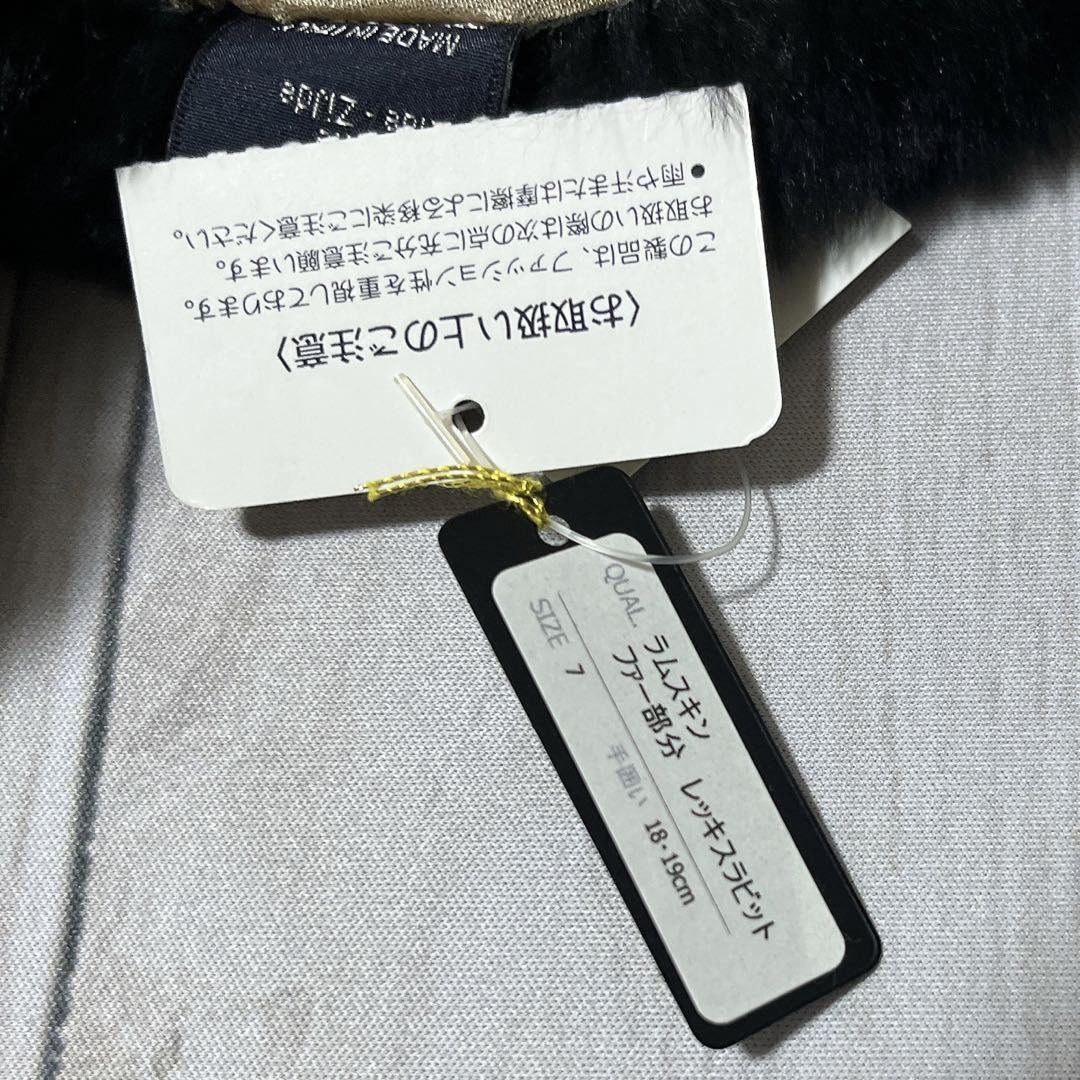 MADE IN
Zilda
〈お取扱い上のご注意〉
この製品は、ファッション性を重視しております。
お取扱いの際は次の点に充分ご注意願います。
●雨や汗または摩擦による移染にご注意ください。
QUAL. ラムスキン
ファー部分 レッキスラビット
SIZE 7 手囲い 18・19cm